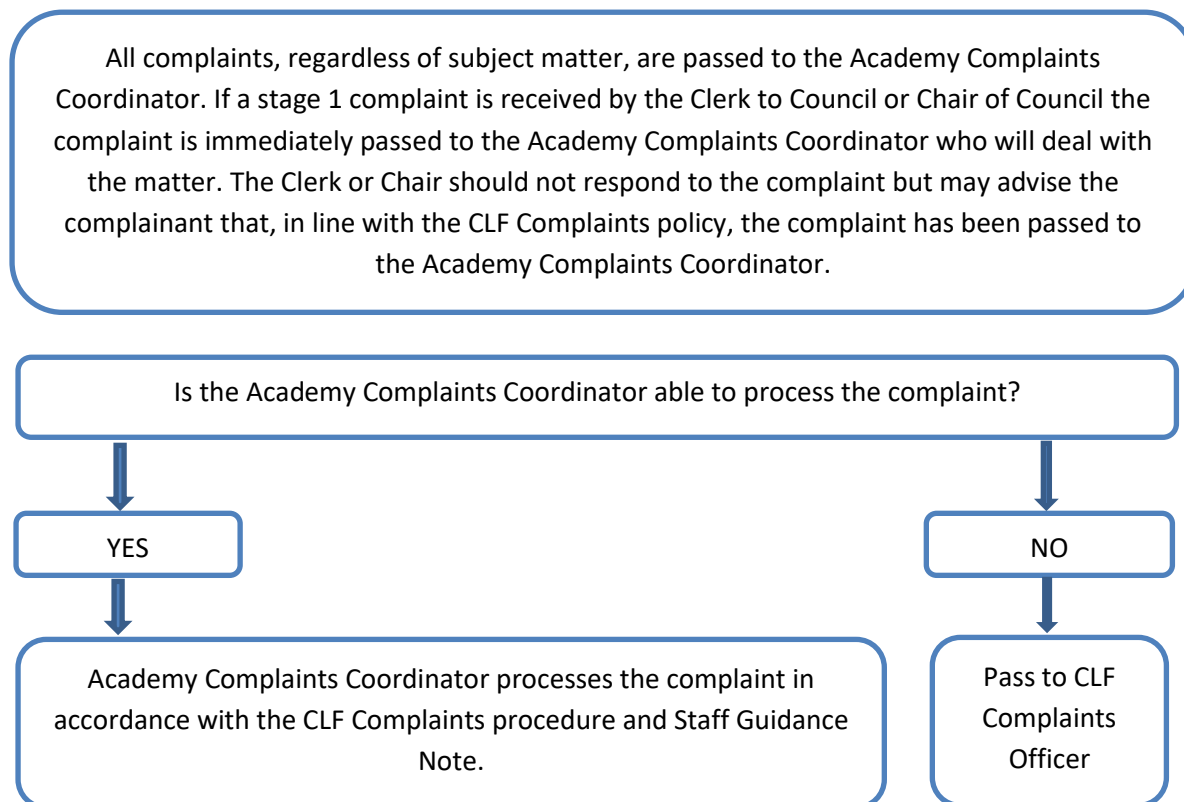 All complaints, regardless of subject matter, are passed to the Academy Complaints
Coordinator. If a stage 1 complaint is received by the Clerk to Council or Chair of Council the
complaint is immediately passed to the Academy Complaints Coordinator who will deal with
the matter. The Clerk or Chair should not respond to the complaint but may advise the
complainant that, in line with the CLF Complaints policy, the complaint has been passed to
the Academy Complaints Coordinator.
Is the Academy Complaints Coordinator able to process the complaint?
YES
NO
Academy Complaints Coordinator processes the complaint in
accordance with the CLF Complaints procedure and Staff Guidance
Note.
Pass to CLF
Complaints
Officer